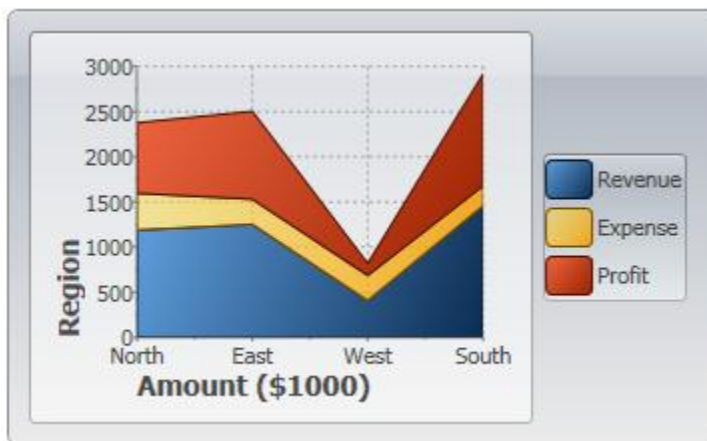 3000
2500
2000
1500
1000
500
0
Region
North East West South
Amount ($1000)
Revenue
Expense
Profit